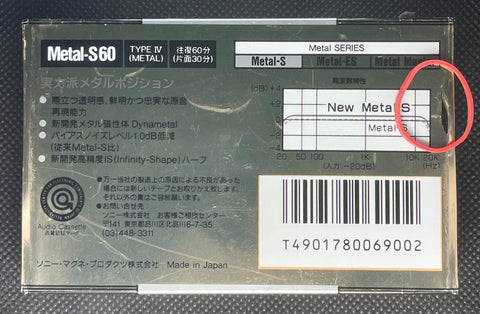 Metal-S 60
TYPE IV
(METAL)
往復60分
(片面30分)
Metal SERIES
Metal-S
Metal-ES
Metal Ma
実力派メタルポジション
● 際立つ透明感、鮮明かつ忠実な原音
再現能力
● 新開発メタル磁性体 Dynametal
● バイアスノイズレベル1.0dB低減
(従来Metal-S比)
● 新開発高精度IS(Infinity-Shape)ハーフ
周波数特性
(dB) +4
+2
0
-2
-4
New Metal-S
Metal-S
20 50 100 1K 10K 20K
(入力:-20dB) (Hz)
Audio Cassette
● 万一当社の製造上の原因による不良があった
場合には新しいテープとお取りかえします。
それ以外の責はご容赦願います。
● お問い合せ先:
ソニー株式会社 お客様ご相談センター
〒141 東京都品川区北品川6-7-35
(03)448-3311
T4901780069002
ソニー・マグネ・プロダクツ株式会社 Made in Japan